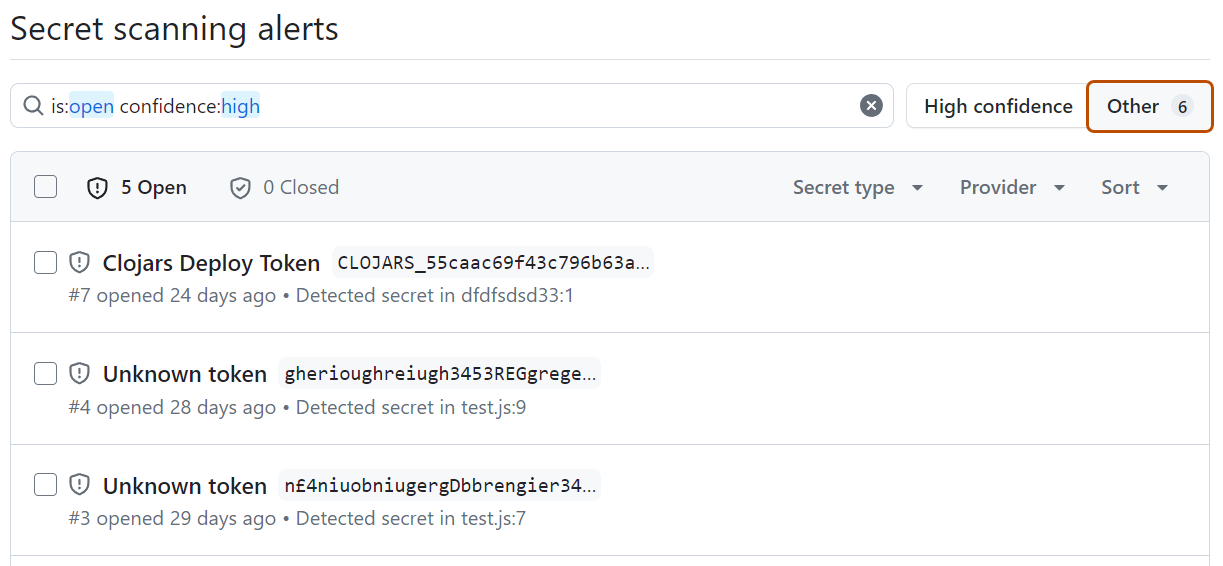 Secret scanning alerts
is:open confidence:high
High confidence
Other 6
5 Open
0 Closed
Secret type
Provider
Sort
Clojars Deploy Token CLOJARS_55caac69f43c796b63a…
#7 opened 24 days ago • Detected secret in dfdfsdsd33:1
Unknown token gherioughreiugh3453REGgrege…
#4 opened 28 days ago • Detected secret in test.js:9
Unknown token n£4niuobniugergDbbrengier34…
#3 opened 29 days ago • Detected secret in test.js:7